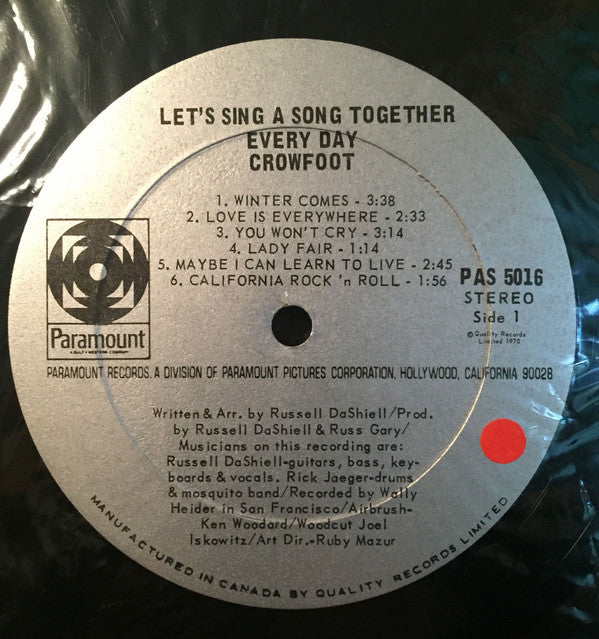 LET'S SING A SONG TOGETHER
EVERY DAY
CROWFOOT
1. WINTER COMES - 3:38
2. LOVE IS EVERYWHERE - 2:33
3. YOU WON'T CRY - 3:14
4. LADY FAIR - 1:14
5. MAYBE I CAN LEARN TO LIVE - 2:45
6. CALIFORNIA ROCK 'n ROLL - 1:56
PAS 5016
STEREO
Side 1
© Quality Records
Limited 1970
Paramount
A GULF+WESTERN COMPANY
PARAMOUNT RECORDS. A DIVISION OF PARAMOUNT PICTURES CORPORATION, HOLLYWOOD, CALIFORNIA 90028
Written & Arr. by Russell DaShiell/Prod.
by Russell DaShiell & Russ Gary/
Musicians on this recording are:
Russell DaShiell-guitars, bass, key-
boards & vocals. Rick Jaeger-drums
& mosquito band/Recorded by Wally
Heider in San Francisco/Airbrush-
Ken Woodard/Woodcut Joel
Iskowitz/Art Dir.-Ruby Mazur
MANUFACTURED IN CANADA BY QUALITY RECORDS LIMITED